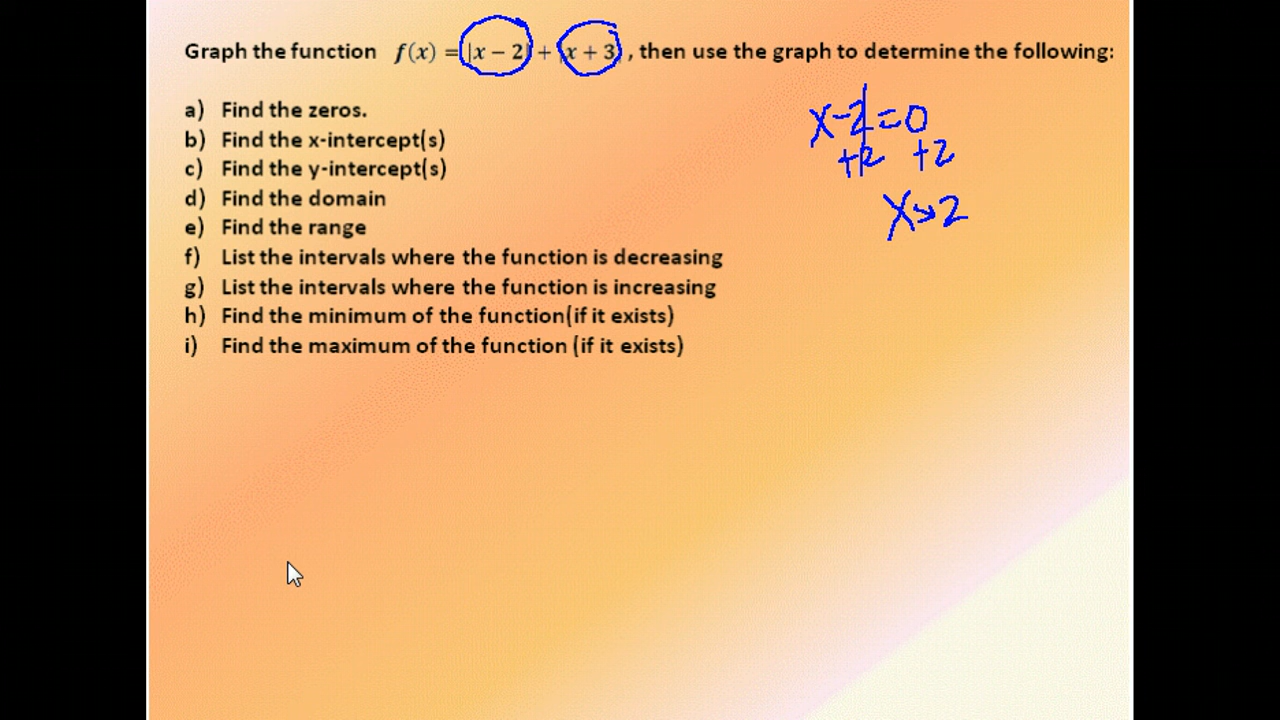 Graph the function f(x) = |x − 2| + |x + 3| , then use the graph to determine the following:
a) Find the zeros.
b) Find the x-intercept(s)
c) Find the y-intercept(s)
d) Find the domain
e) Find the range
f) List the intervals where the function is decreasing
g) List the intervals where the function is increasing
h) Find the minimum of the function(if it exists)
i) Find the maximum of the function (if it exists)
x-2=0
+2 +2
x=2